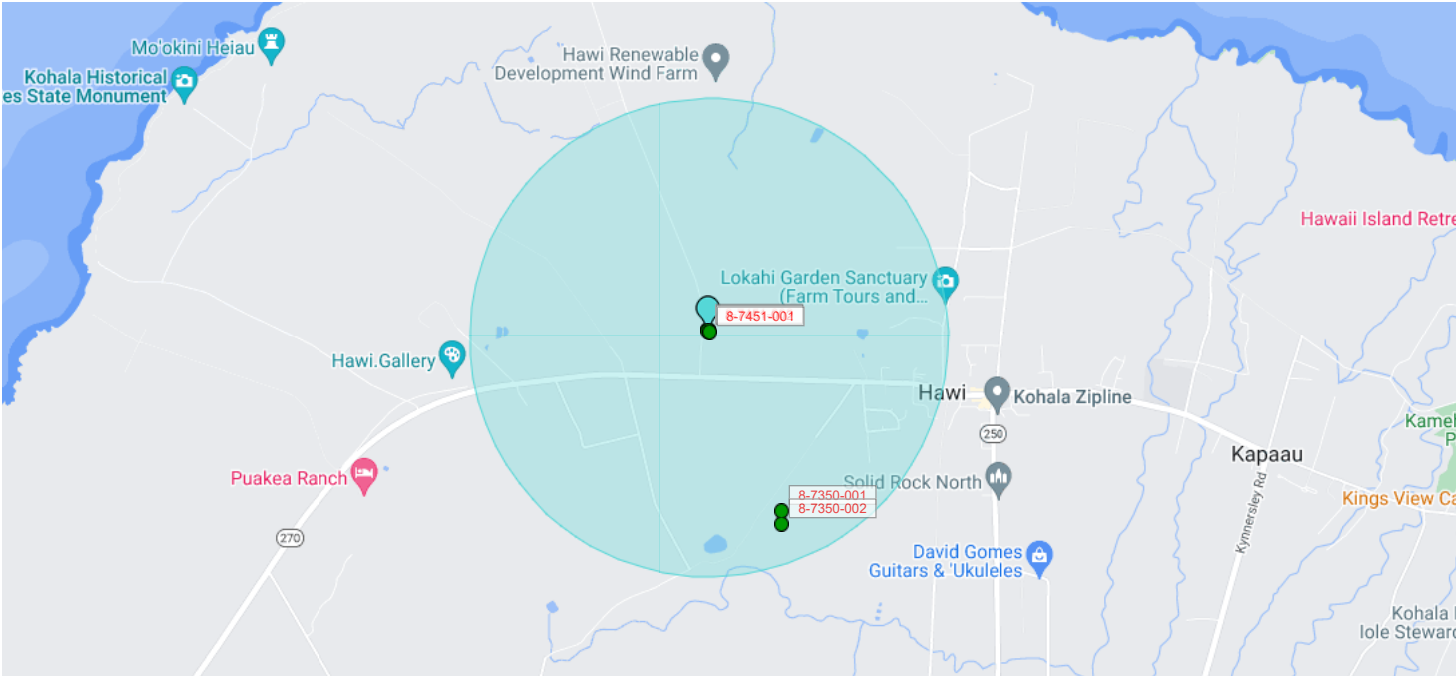 Mo'okini Heiau
Kohala Historical
es State Monument
Hawi Renewable
Development Wind Farm
Hawaii Island Retre
Lokahi Garden Sanctuary
(Farm Tours and...
8-7451-001
Hawi.Gallery
Hawi
Kohala Zipline
250
Kamel
P
Kapaau
Puakea Ranch
Solid Rock North
8-7350-001
8-7350-002
Kings View Ca
Kynnersley Rd
270
David Gomes
Guitars & 'Ukuleles
Kohala I
Iole Steward